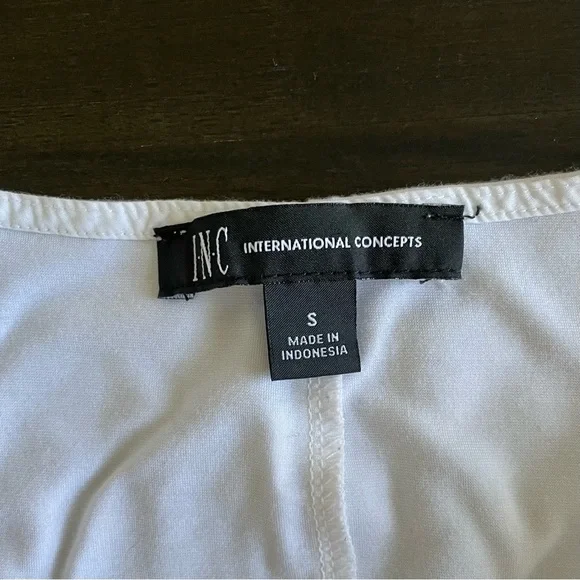 I·N·C INTERNATIONAL CONCEPTS
S
MADE IN
INDONESIA